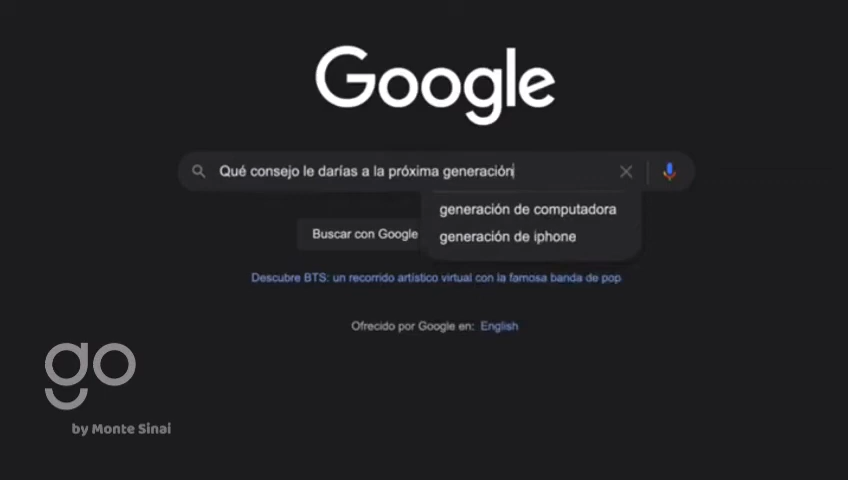 Google
Qué consejo le darías a la próxima generación
generación de computadora
generación de iphone
Buscar con Google
Descubre BTS: un recorrido artístico virtual con la famosa banda de pop
Ofrecido por Google en: English
go
by Monte Sinai